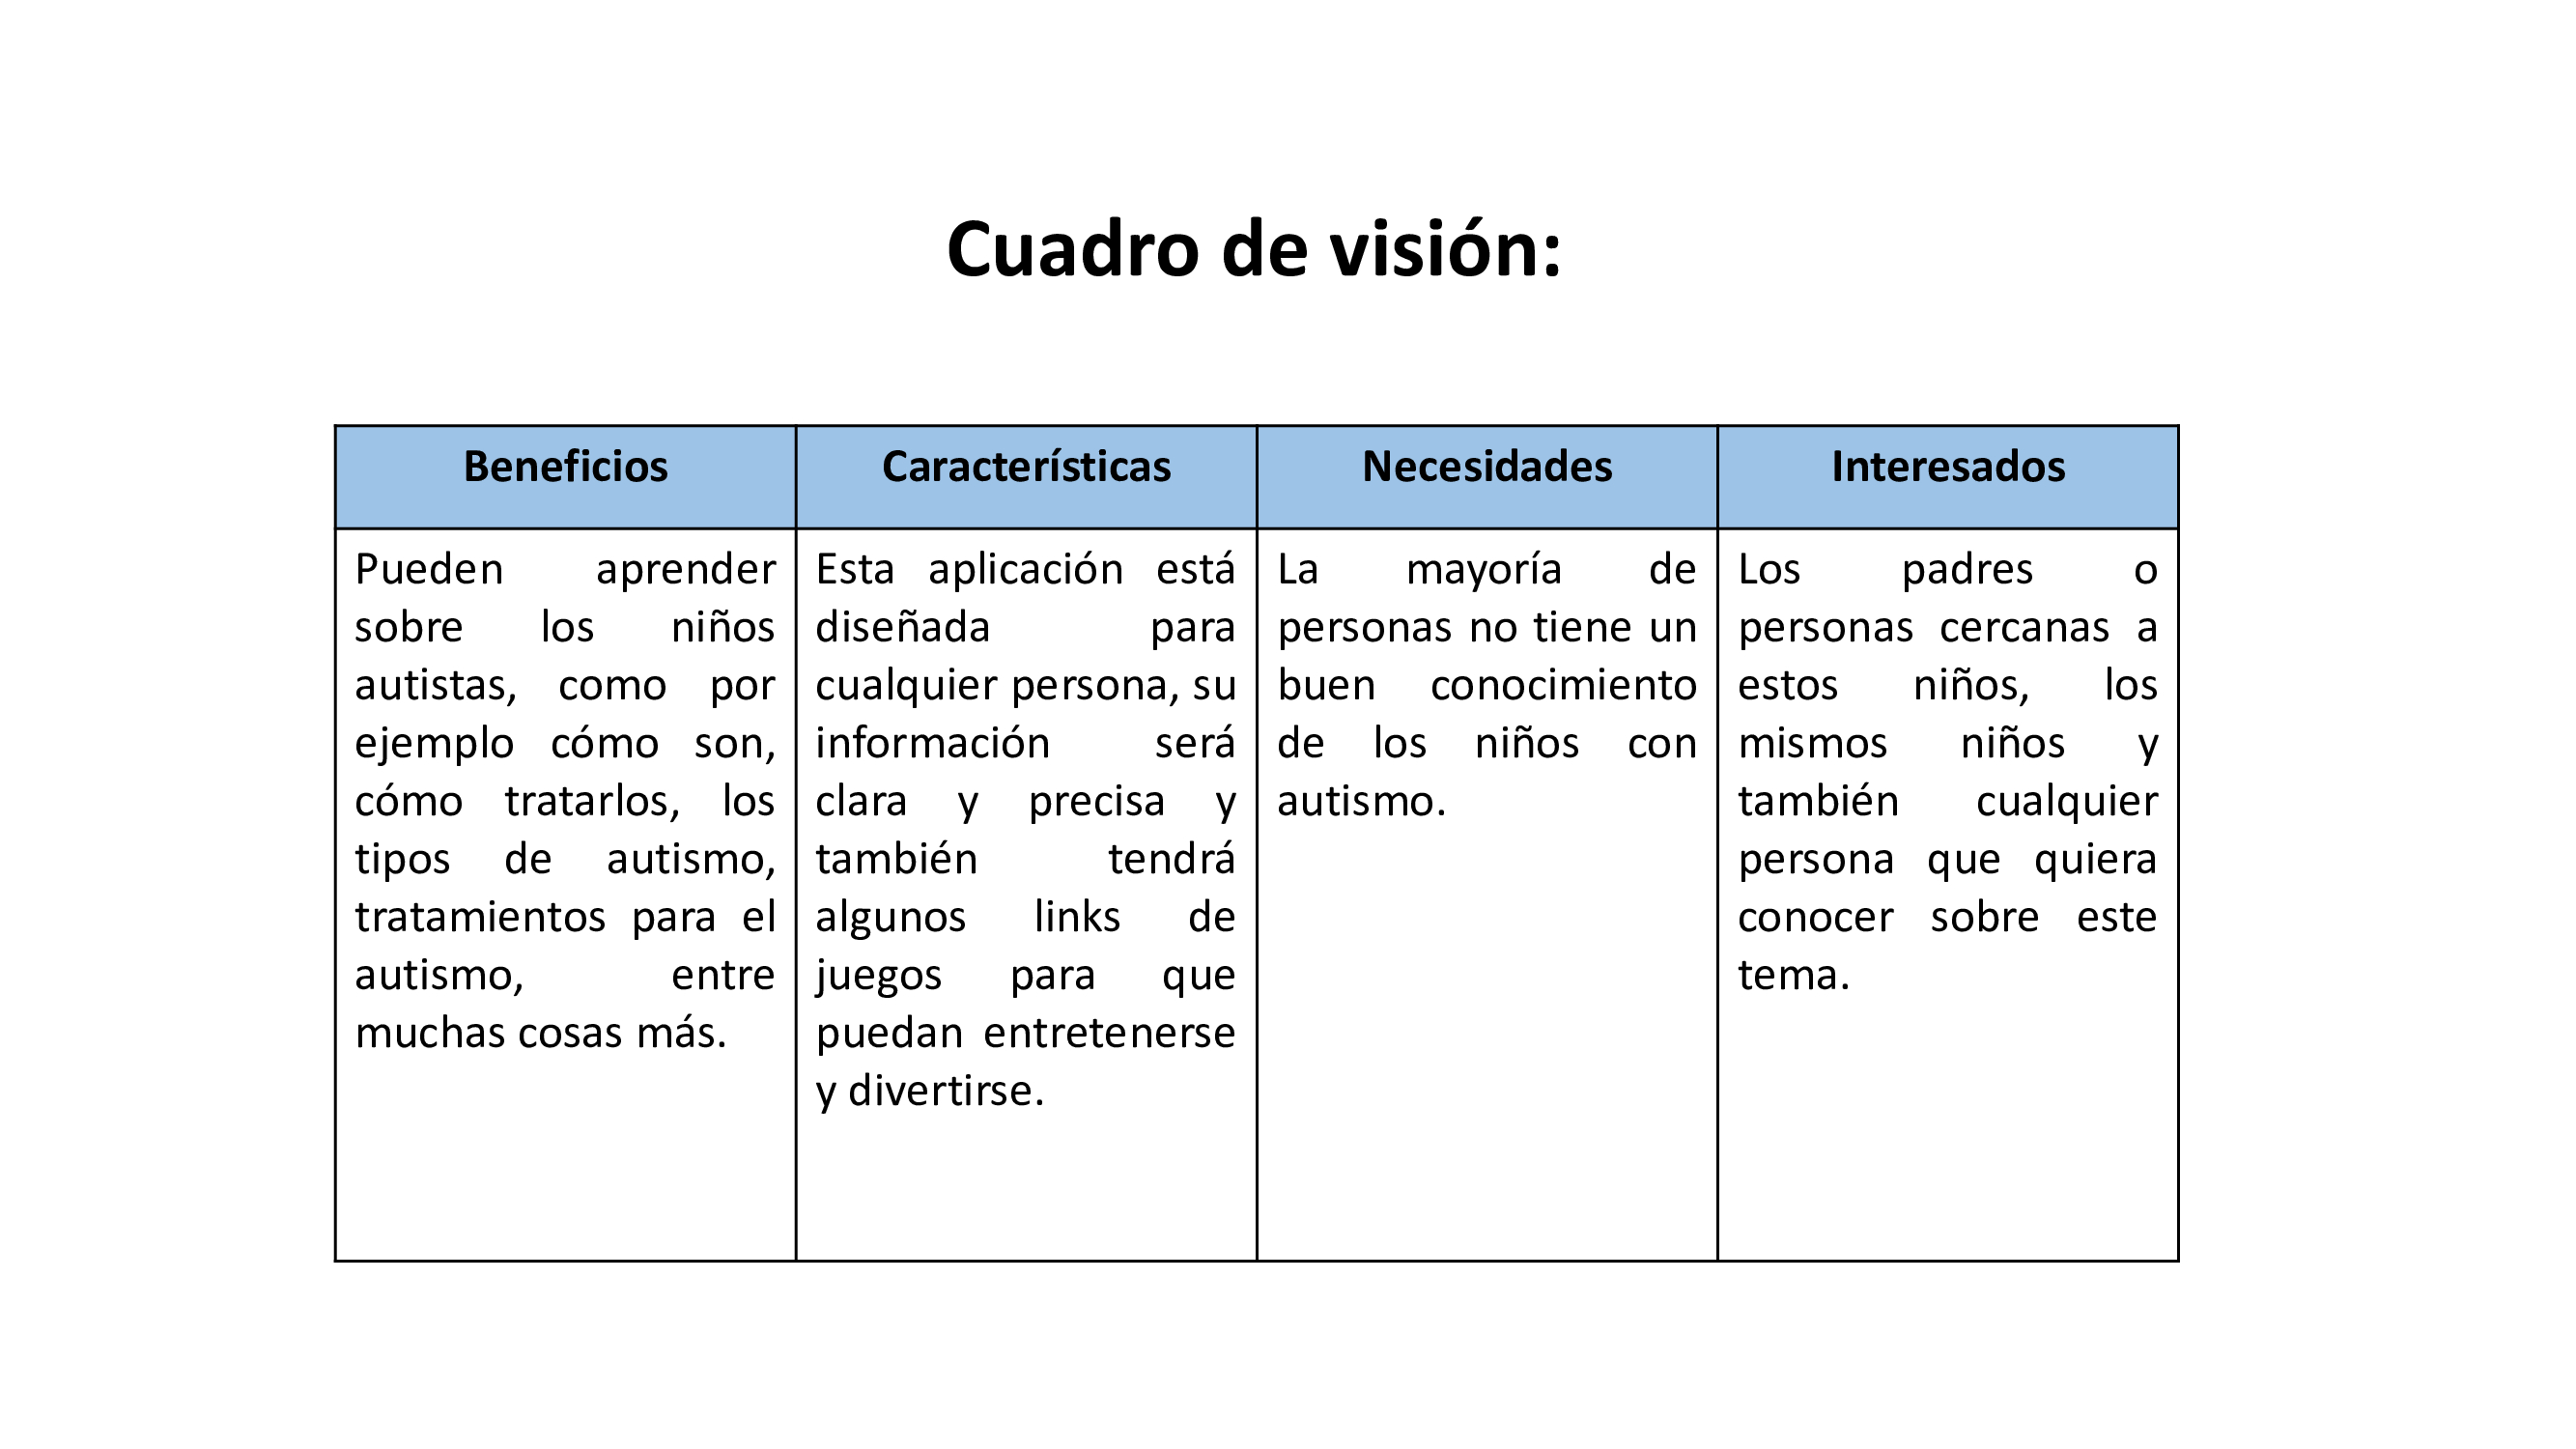 Cuadro de visión:
Beneficios
Características
Necesidades
Interesados
Pueden aprender
sobre los niños
autistas, como por
ejemplo cómo son,
cómo tratarlos, los
tipos de autismo,
tratamientos para el
autismo, entre
muchas cosas más.
Esta aplicación está
diseñada para
cualquier persona, su
información será
clara y precisa y
también tendrá
algunos links de
juegos para que
puedan entretenerse
y divertirse.
La mayoría de
personas no tiene un
buen conocimiento
de los niños con
autismo.
Los padres o
personas cercanas a
estos niños, los
mismos niños y
también cualquier
persona que quiera
conocer sobre este
tema.